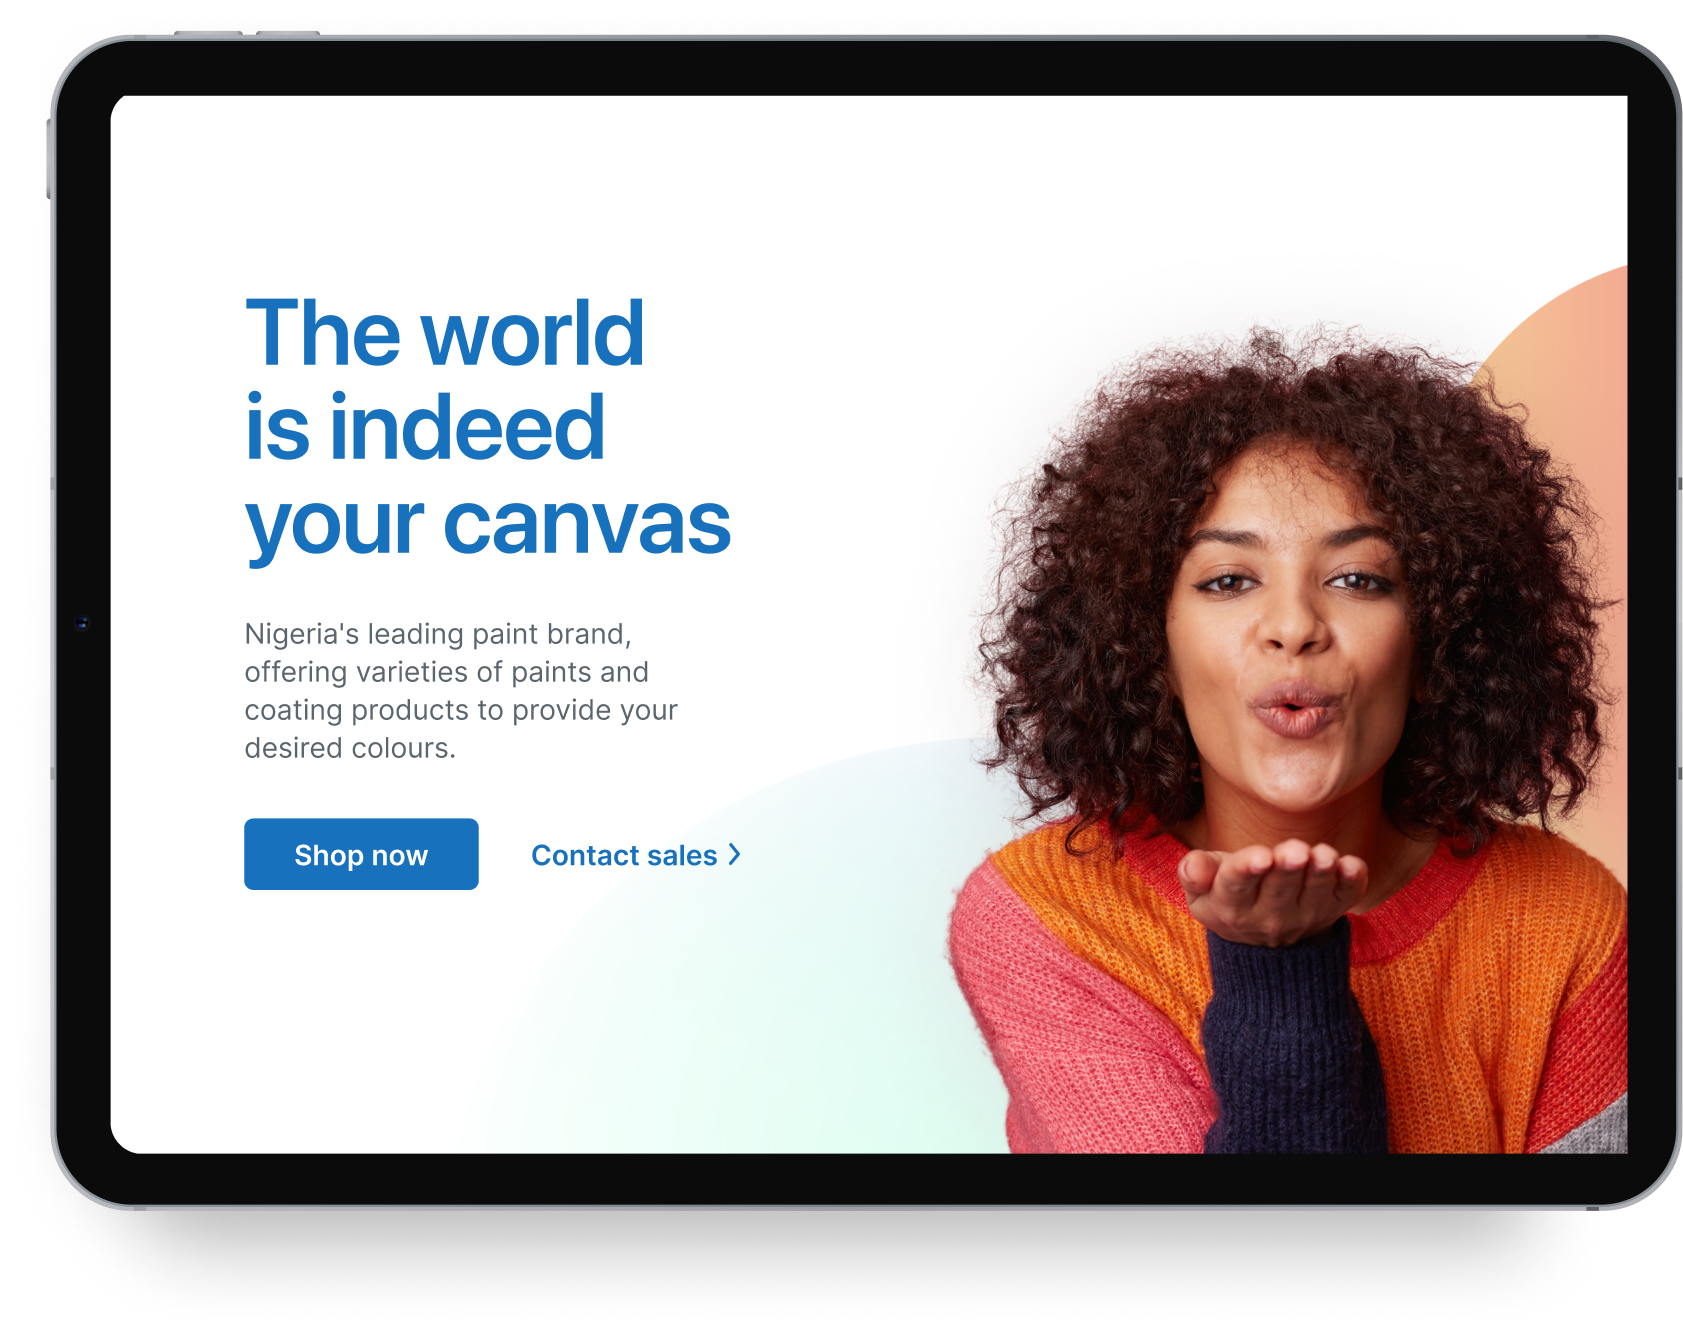 The world
is indeed
your canvas
Nigeria's leading paint brand,
offering varieties of paints and
coating products to provide your
desired colours.
Shop now
Contact sales